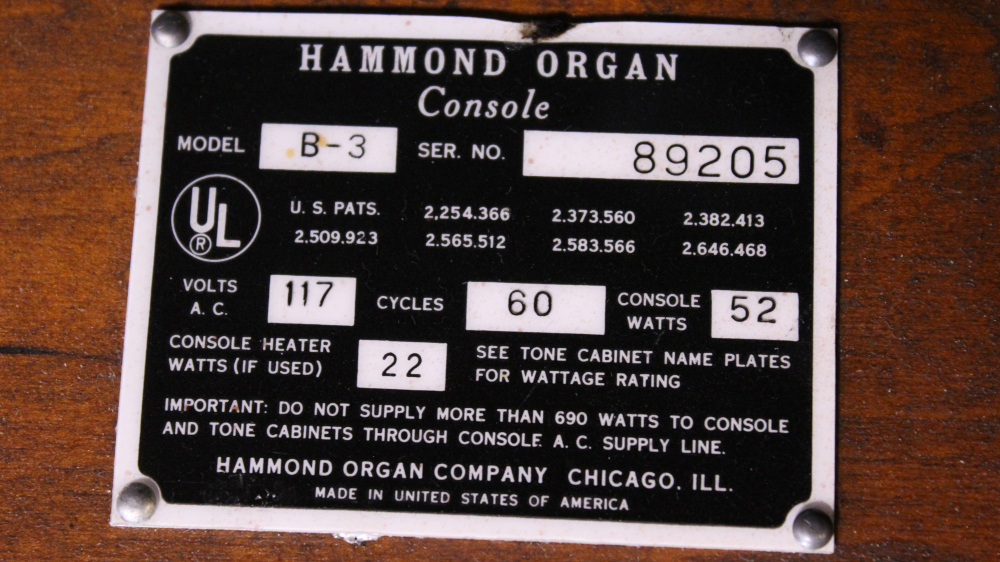 HAMMOND ORGAN
Console
MODEL B-3 SER. NO. 89205
UL ® U. S. PATS. 2,254.366 2.373.560 2.382.413
2.509.923 2.565.512 2.583.566 2.646.468
VOLTS A. C. 117 CYCLES 60 CONSOLE WATTS 52
CONSOLE HEATER WATTS (IF USED) 22 SEE TONE CABINET NAME PLATES
FOR WATTAGE RATING
IMPORTANT: DO NOT SUPPLY MORE THAN 690 WATTS TO CONSOLE
AND TONE CABINETS THROUGH CONSOLE A. C. SUPPLY LINE.
HAMMOND ORGAN COMPANY CHICAGO. ILL.
MADE IN UNITED STATES OF AMERICA